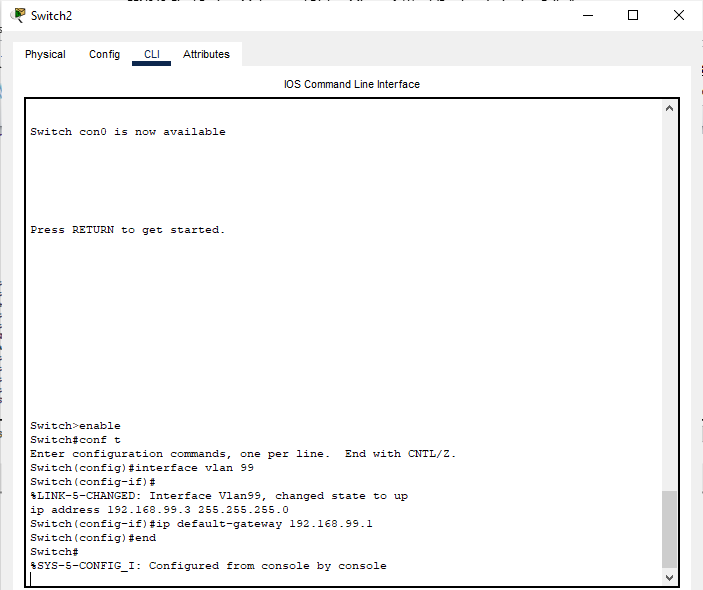 Switch2
Physical Config CLI Attributes
IOS Command Line Interface
Switch con0 is now available
Press RETURN to get started.
Switch>enable
Switch#conf t
Enter configuration commands, one per line.  End with CNTL/Z.
Switch(config)#interface vlan 99
Switch(config-if)#
%LINK-5-CHANGED: Interface Vlan99, changed state to up
ip address 192.168.99.3 255.255.255.0
Switch(config-if)#ip default-gateway 192.168.99.1
Switch(config)#end
Switch#
%SYS-5-CONFIG_I: Configured from console by console